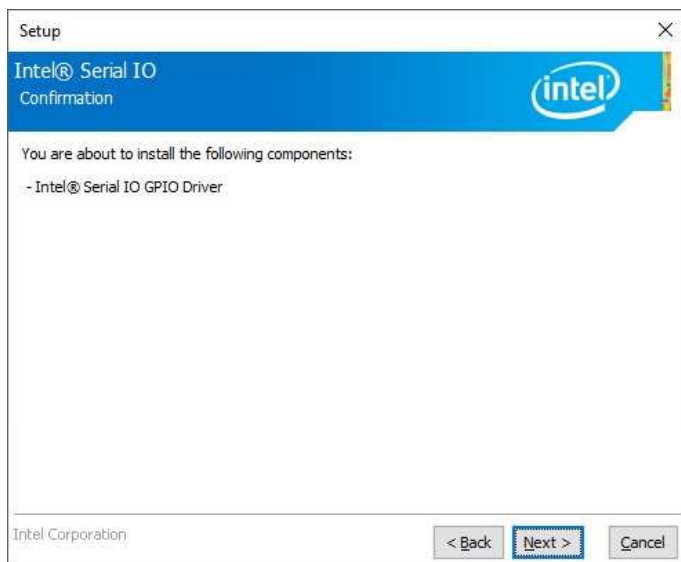 Setup
Intel® Serial IO
Confirmation
intel
You are about to install the following components:
- Intel® Serial IO GPIO Driver
Intel Corporation
< Back
Next >
Cancel